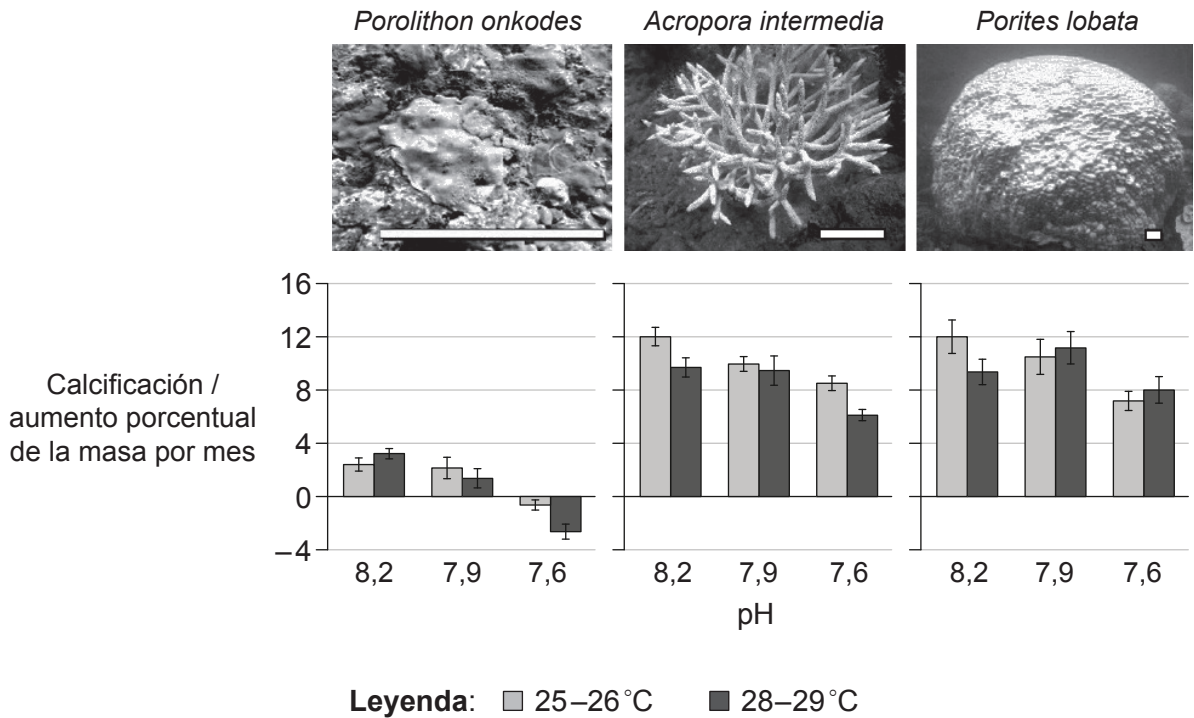 Porolithon onkodes
Acropora intermedia
Porites lobata
Calcificación /
aumento porcentual
de la masa por mes
16
12
8
4
0
–4
8,2 7,9 7,6
8,2 7,9 7,6
8,2 7,9 7,6
pH
Leyenda: 25–26 °C 28–29 °C